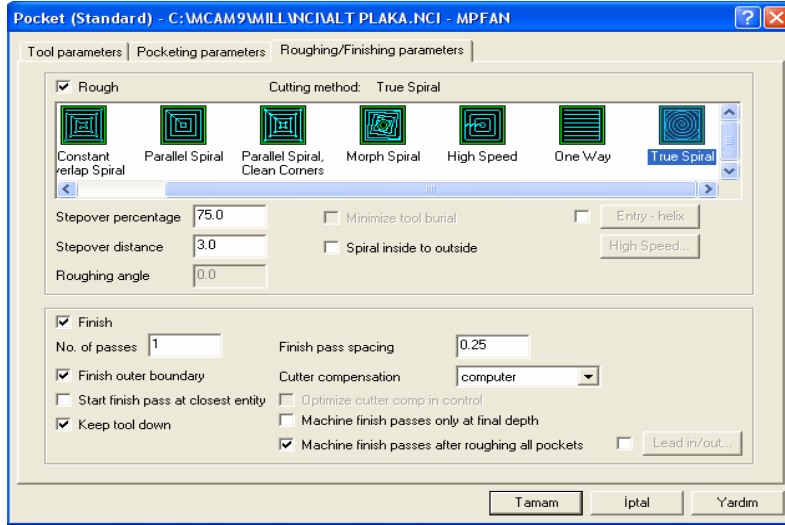 Pocket (Standard) - C:\MCAM9\MILL\NCI\ALT PLAKA.NCI - MPFAN
Tool parameters Pocketing parameters Roughing/Finishing parameters
Rough Cutting method: True Spiral
Constant Parallel Spiral Parallel Spiral, Morph Spiral High Speed One Way True Spiral
verlap Spiral Clean Corners
Stepover percentage 75.0 Minimize tool burial Entry - helix
Stepover distance 3.0 Spiral inside to outside High Speed...
Roughing angle 0.0
Finish
No. of passes 1 Finish pass spacing 0.25
Finish outer boundary Cutter compensation computer
Start finish pass at closest entity Optimize cutter comp in control
Keep tool down Machine finish passes only at final depth
Machine finish passes after roughing all pockets Lead in/out...
Tamam İptal Yardım